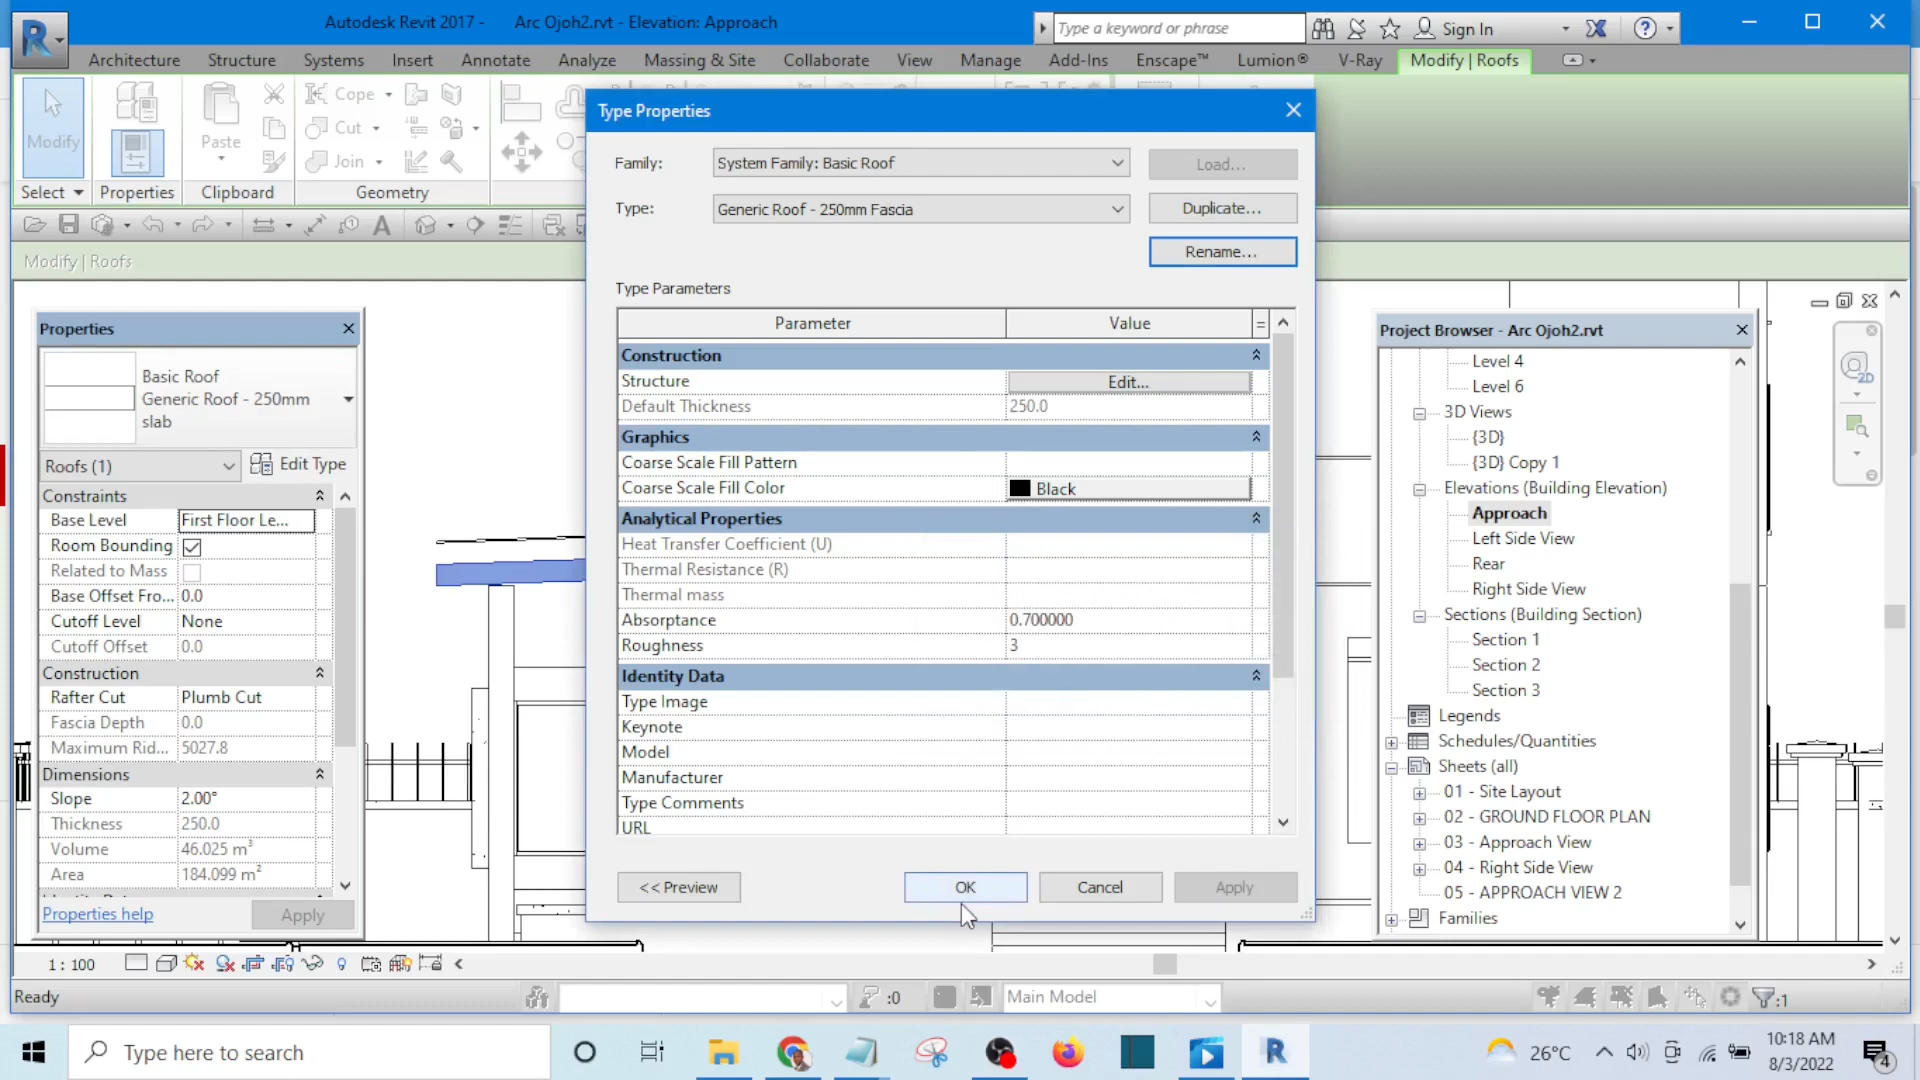 Autodesk Revit 2017 - Arc Ojoh2.rvt - Elevation: Approach
Type a keyword or phrase
Sign In
Architecture Structure Systems Insert Annotate Analyze Massing & Site Collaborate View Manage Add-Ins Enscape™ Lumion® V-Ray Modify | Roofs
Modify
Paste
Cope
Cut
Join
Select Properties Clipboard Geometry
Modify | Roofs
Type Properties
Family: System Family: Basic Roof Load...
Type: Generic Roof - 250mm Fascia Duplicate...
Rename...
Type Parameters
Parameter Value =
Construction
Structure Edit...
Default Thickness 250.0
Graphics
Coarse Scale Fill Pattern
Coarse Scale Fill Color Black
Analytical Properties
Heat Transfer Coefficient (U)
Thermal Resistance (R)
Thermal mass
Absorptance 0.700000
Roughness 3
Identity Data
Type Image
Keynote
Model
Manufacturer
Type Comments
URL
<< Preview OK Cancel Apply
Properties
Basic Roof
Generic Roof - 250mm
slab
Roofs (1) Edit Type
Constraints
Base Level First Floor Le...
Room Bounding
Related to Mass
Base Offset Fro... 0.0
Cutoff Level None
Cutoff Offset 0.0
Construction
Rafter Cut Plumb Cut
Fascia Depth 0.0
Maximum Rid... 5027.8
Dimensions
Slope 2.00°
Thickness 250.0
Volume 46.025 m³
Area 184.099 m²
Properties help Apply
Project Browser - Arc Ojoh2.rvt
Level 4
Level 6
3D Views
{3D}
{3D} Copy 1
Elevations (Building Elevation)
Approach
Left Side View
Rear
Right Side View
Sections (Building Section)
Section 1
Section 2
Section 3
Legends
Schedules/Quantities
Sheets (all)
01 - Site Layout
02 - GROUND FLOOR PLAN
03 - Approach View
04 - Right Side View
05 - APPROACH VIEW 2
Families
2D
1 : 100
Ready :0 Main Model :1
Type here to search
26°C
10:18 AM
8/3/2022
4